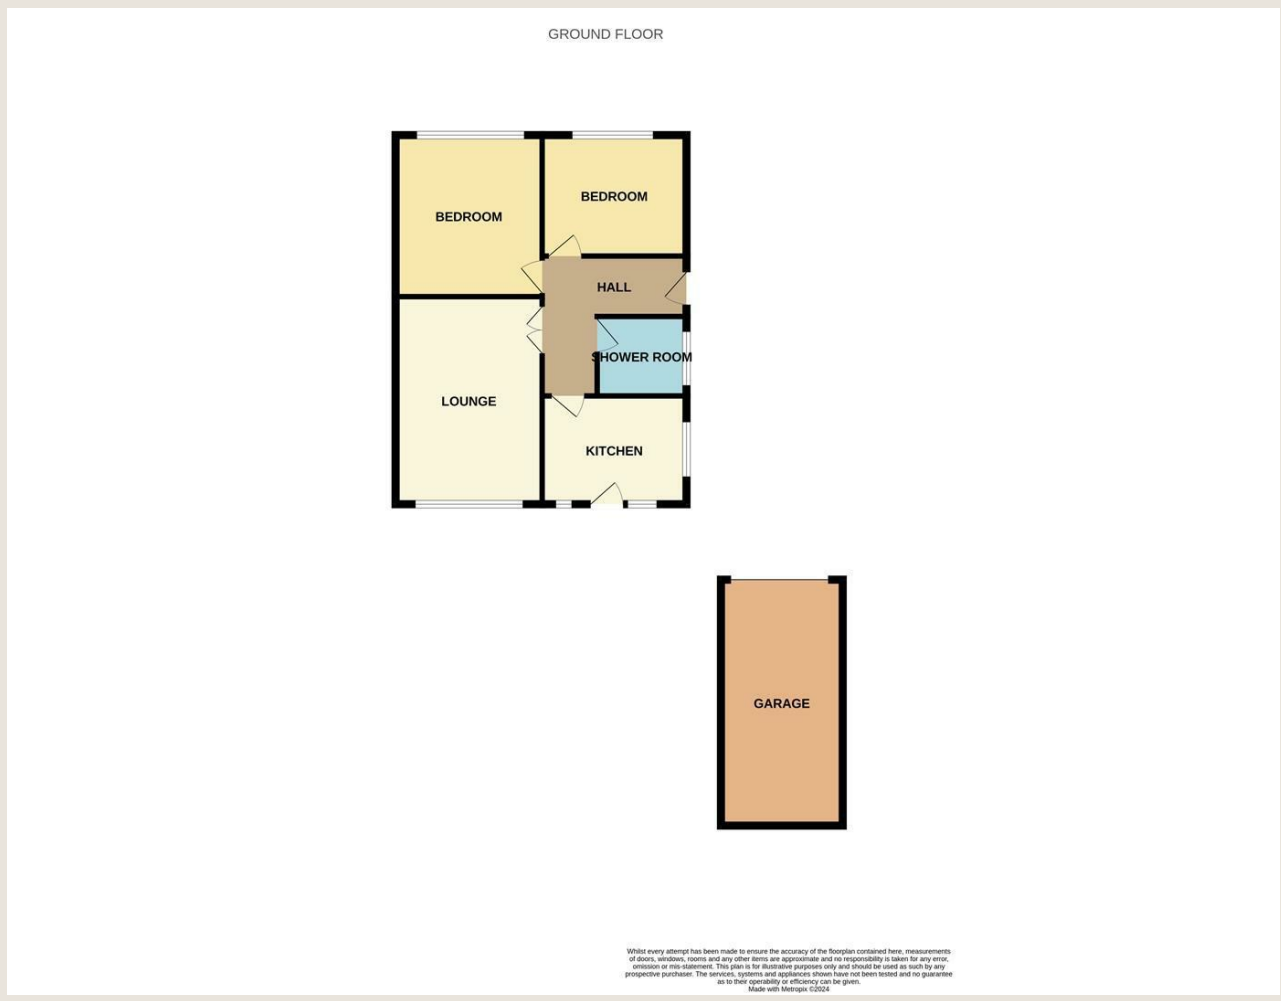 GROUND FLOOR
BEDROOM
BEDROOM
HALL
SHOWER ROOM
LOUNGE
KITCHEN
GARAGE
Whilst every attempt has been made to ensure the accuracy of the floorplan contained here, measurements
of doors, windows, rooms and any other items are approximate and no responsibility is taken for any error,
omission or mis-statement. This plan is for illustrative purposes only and should be used as such by any
prospective purchaser. The services, systems and appliances shown have not been tested and no guarantee
as to their operability or efficiency can be given.
Made with Metropix ©2024